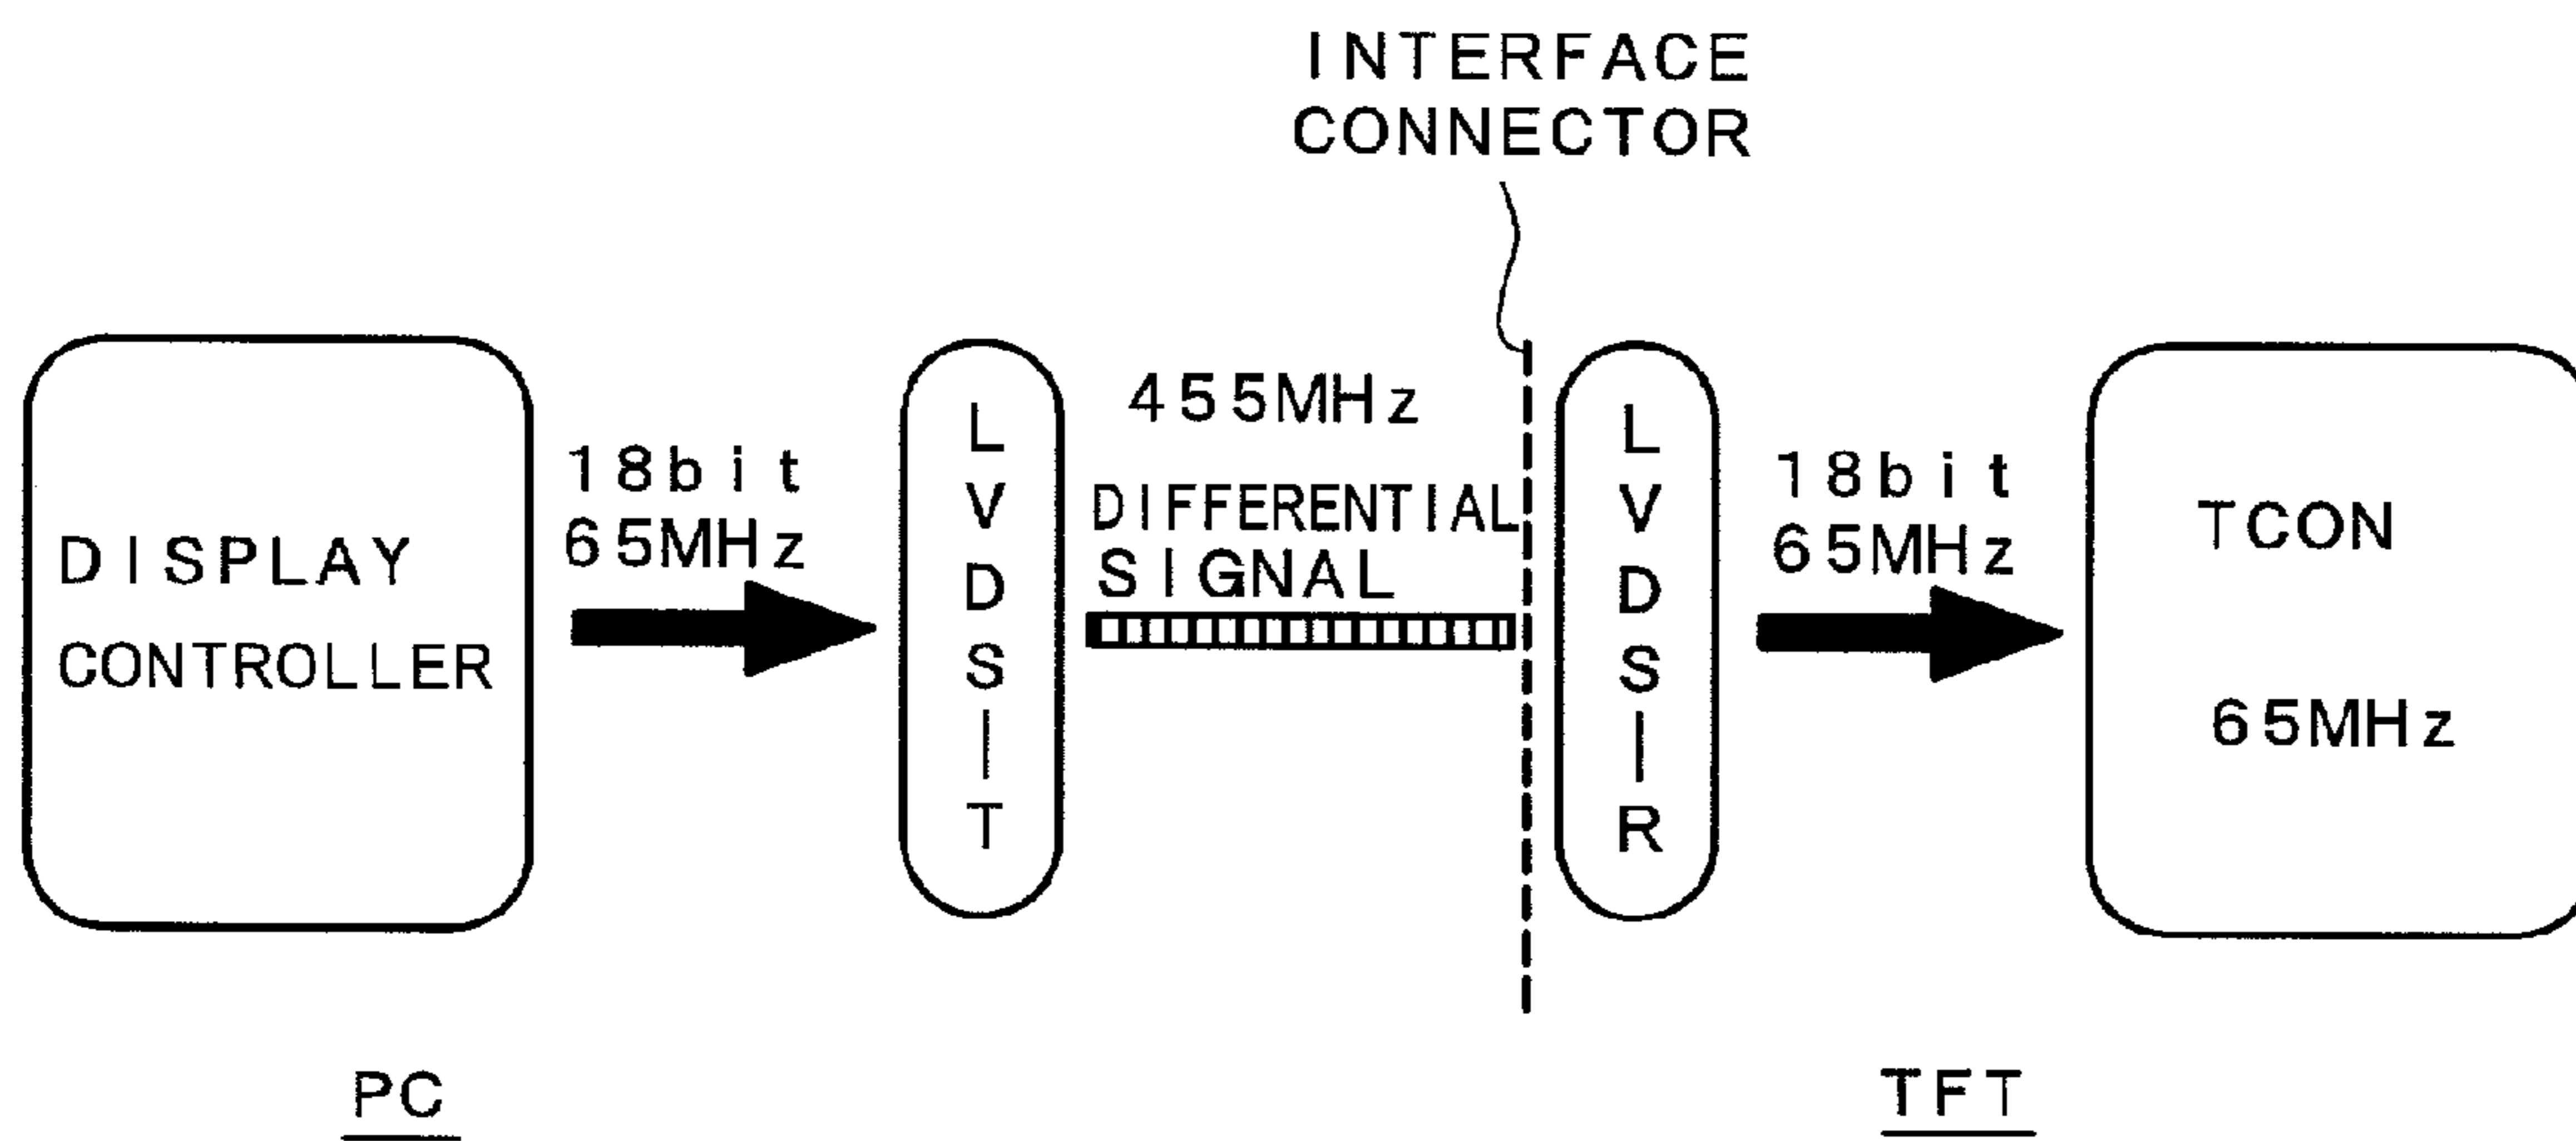 INTERFACE
CONNECTOR
DISPLAY
CONTROLLER
18bit
65MHz
LVDS-T
455MHz
DIFFERENTIAL
SIGNAL
LVDS-R
18bit
65MHz
TCON
65MHz
PC
TFT